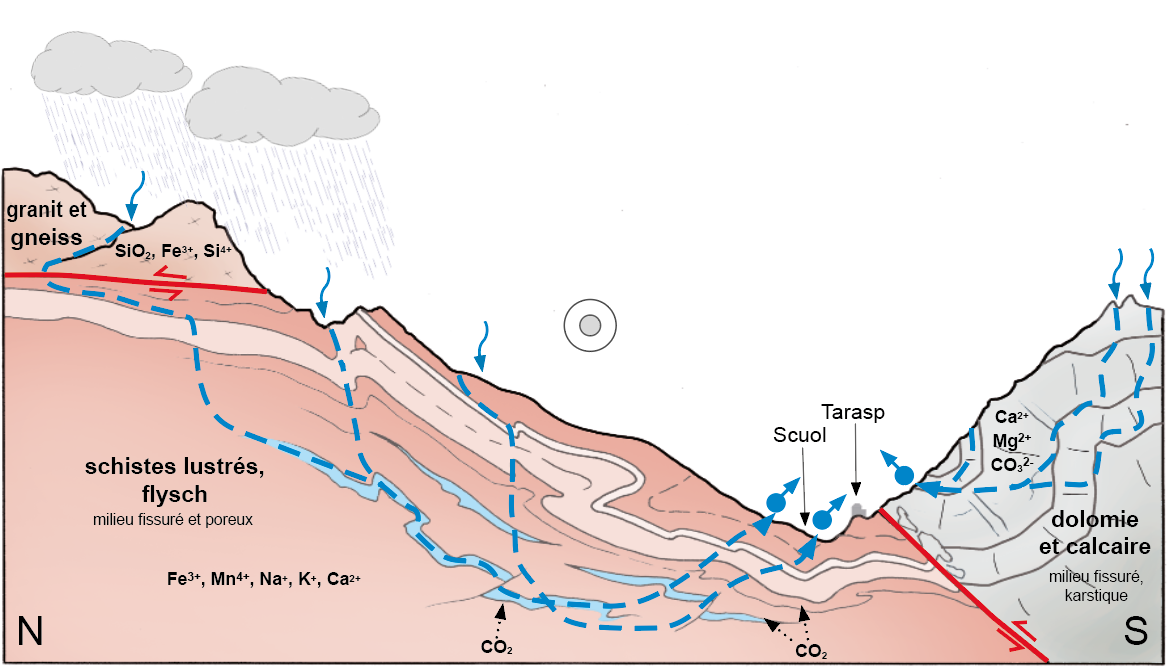 granit et
gneiss
SiO₂, Fe³⁺, Si⁴⁺
Tarasp
Scuol
Ca²⁺
Mg²⁺
CO₃²⁻
schistes lustrés,
flysch
milieu fissuré et poreux
dolomie
et calcaire
milieu fissuré,
karstique
Fe³⁺, Mn⁴⁺, Na⁺, K⁺, Ca²⁺
N
CO₂
CO₂
S